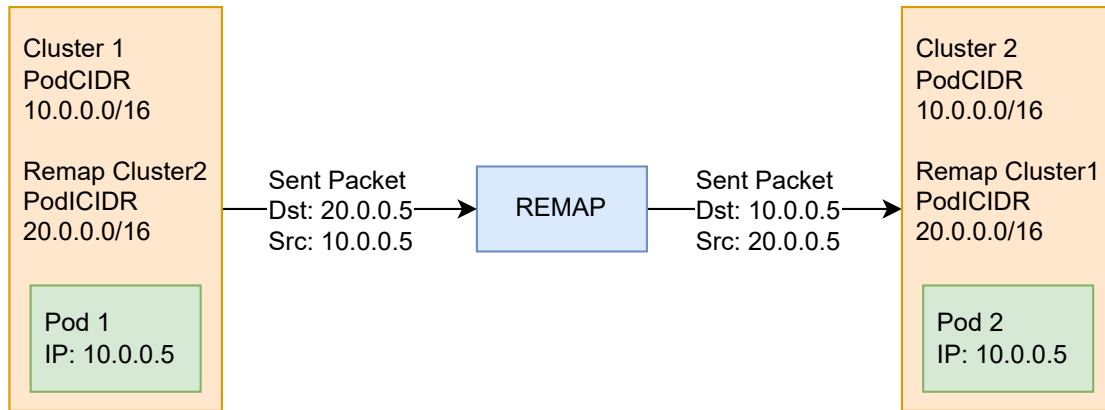 Cluster 1
PodCIDR
10.0.0.0/16
Remap Cluster2
PodICIDR
20.0.0.0/16
Pod 1
IP: 10.0.0.5
Sent Packet
Dst: 20.0.0.5
Src: 10.0.0.5
REMAP
Sent Packet
Dst: 10.0.0.5
Src: 20.0.0.5
Cluster 2
PodCIDR
10.0.0.0/16
Remap Cluster1
PodICIDR
20.0.0.0/16
Pod 2
IP: 10.0.0.5